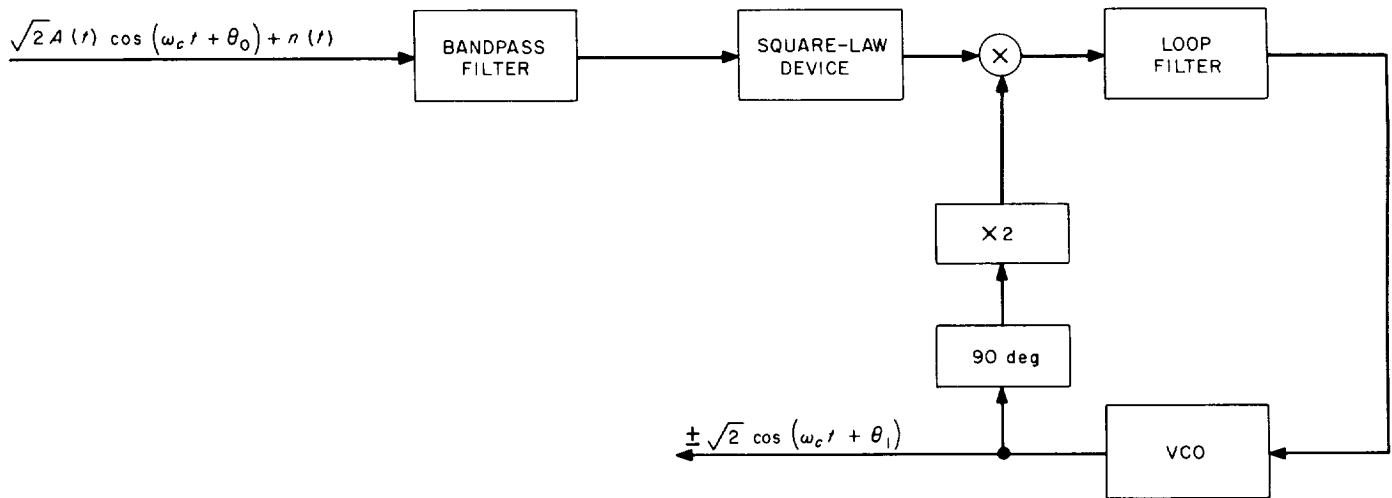 √2 A(t) cos (ω_c t + θ_0) + n(t)
BANDPASS
FILTER
SQUARE-LAW
DEVICE
×
LOOP
FILTER
× 2
90 deg
± √2 cos (ω_c t + θ_1)
VCO